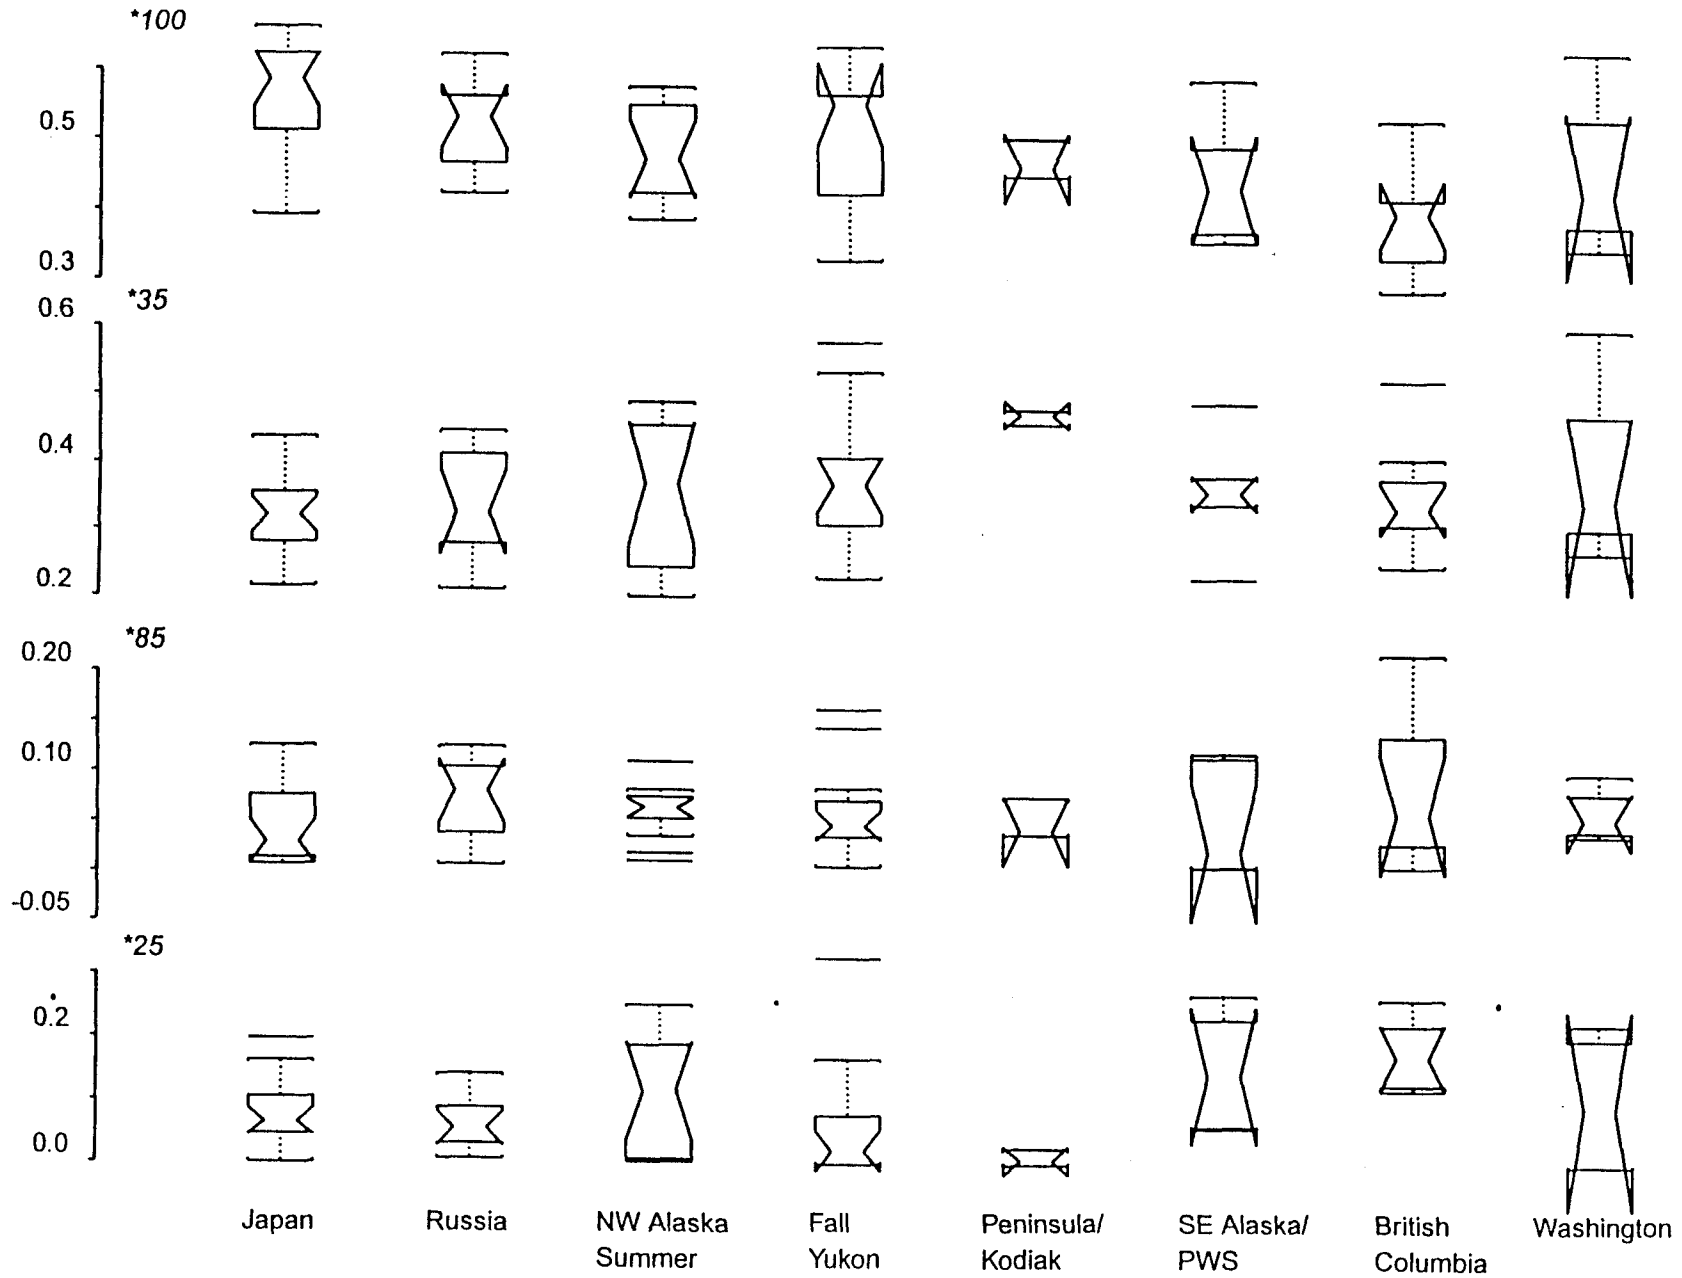 *100
0.5
0.3
*35
0.6
0.4
0.2
*85
0.20
0.10
-0.05
*25
0.2
0.0
Japan
Russia
NW Alaska
Summer
Fall
Yukon
Peninsula/
Kodiak
SE Alaska/
PWS
British
Columbia
Washington